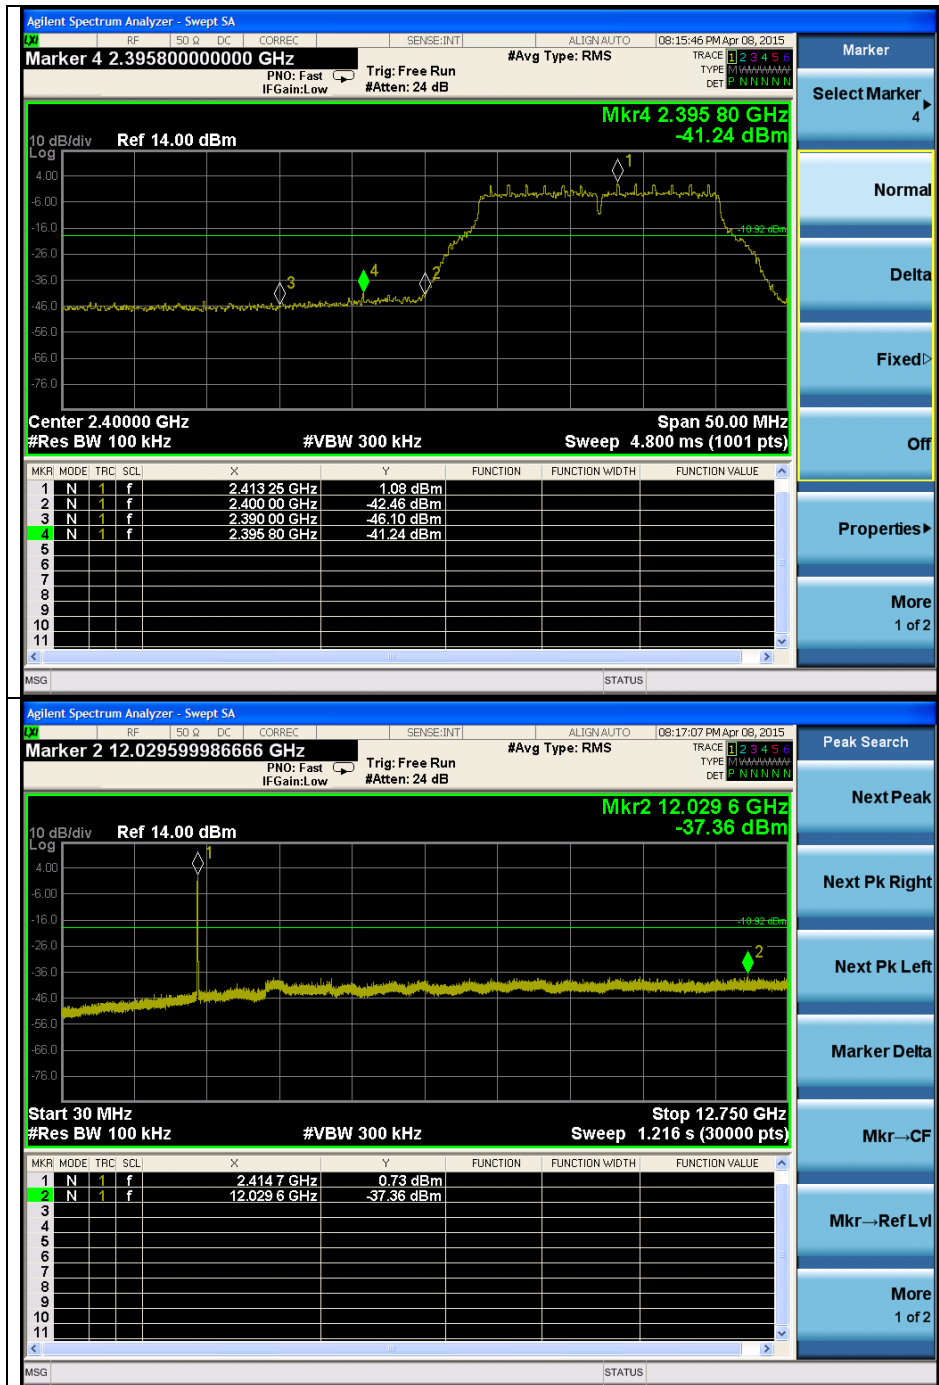 Agilent Spectrum Analyzer - Swept SA
LXI RF 50 Ω DC CORREC SENSE:INT ALIGN AUTO 08:15:46 PM Apr 08, 2015
Marker 4 2.395800000000 GHz #Avg Type: RMS TRACE 1 2 3 4 5 6
PNO: Fast Trig: Free Run TYPE M WWWWW
IFGain:Low #Atten: 24 dB DET P N N N N N
Mkr4 2.395 80 GHz
-41.24 dBm
10 dB/div Ref 14.00 dBm
Log
4.00
-6.00
-16.0
-26.0
-36.0
-46.0
-56.0
-66.0
-76.0
1
2
3
4
Center 2.40000 GHz Span 50.00 MHz
#Res BW 100 kHz #VBW 300 kHz Sweep 4.800 ms (1001 pts)
MKR MODE TRC SCL X Y FUNCTION FUNCTION WIDTH FUNCTION VALUE
1 N 1 f 2.413 25 GHz 1.08 dBm
2 N 1 f 2.400 00 GHz -42.46 dBm
3 N 1 f 2.390 00 GHz -46.10 dBm
4 N 1 f 2.395 80 GHz -41.24 dBm
5
6
7
8
9
10
11
MSG STATUS
Marker
Select Marker
4
Normal
Delta
Fixed
Off
Properties
More
1 of 2
Agilent Spectrum Analyzer - Swept SA
LXI RF 50 Ω DC CORREC SENSE:INT ALIGN AUTO 08:17:07 PM Apr 08, 2015
Marker 2 12.029599986666 GHz #Avg Type: RMS TRACE 1 2 3 4 5 6
PNO: Fast Trig: Free Run TYPE M WWWWW
IFGain:Low #Atten: 24 dB DET P N N N N N
Mkr2 12.029 6 GHz
-37.36 dBm
10 dB/div Ref 14.00 dBm
Log
4.00
-6.00
-16.0
-26.0
-36.0
-46.0
-56.0
-66.0
-76.0
1
2
Start 30 MHz Stop 12.750 GHz
#Res BW 100 kHz #VBW 300 kHz Sweep 1.216 s (30000 pts)
MKR MODE TRC SCL X Y FUNCTION FUNCTION WIDTH FUNCTION VALUE
1 N 1 f 2.414 7 GHz 0.73 dBm
2 N 1 f 12.029 6 GHz -37.36 dBm
3
4
5
6
7
8
9
10
11
MSG STATUS
Peak Search
Next Peak
Next Pk Right
Next Pk Left
Marker Delta
Mkr→CF
Mkr→Ref Lvl
More
1 of 2